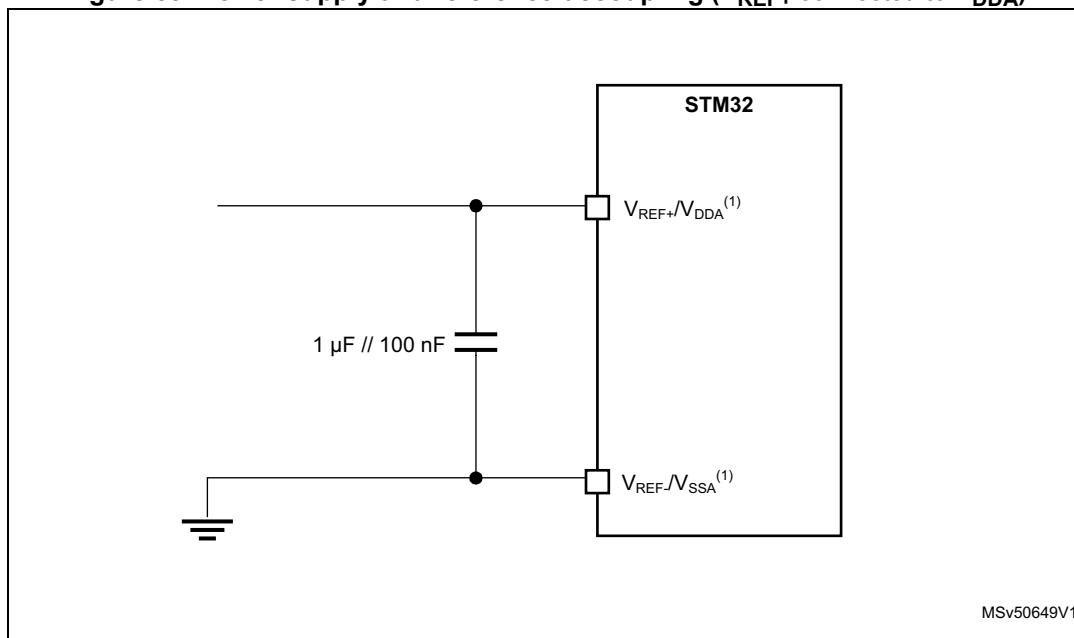 STM32
VREF+/VDDA(1)
1 µF // 100 nF
VREF-/VSSA(1)
MSv50649V1